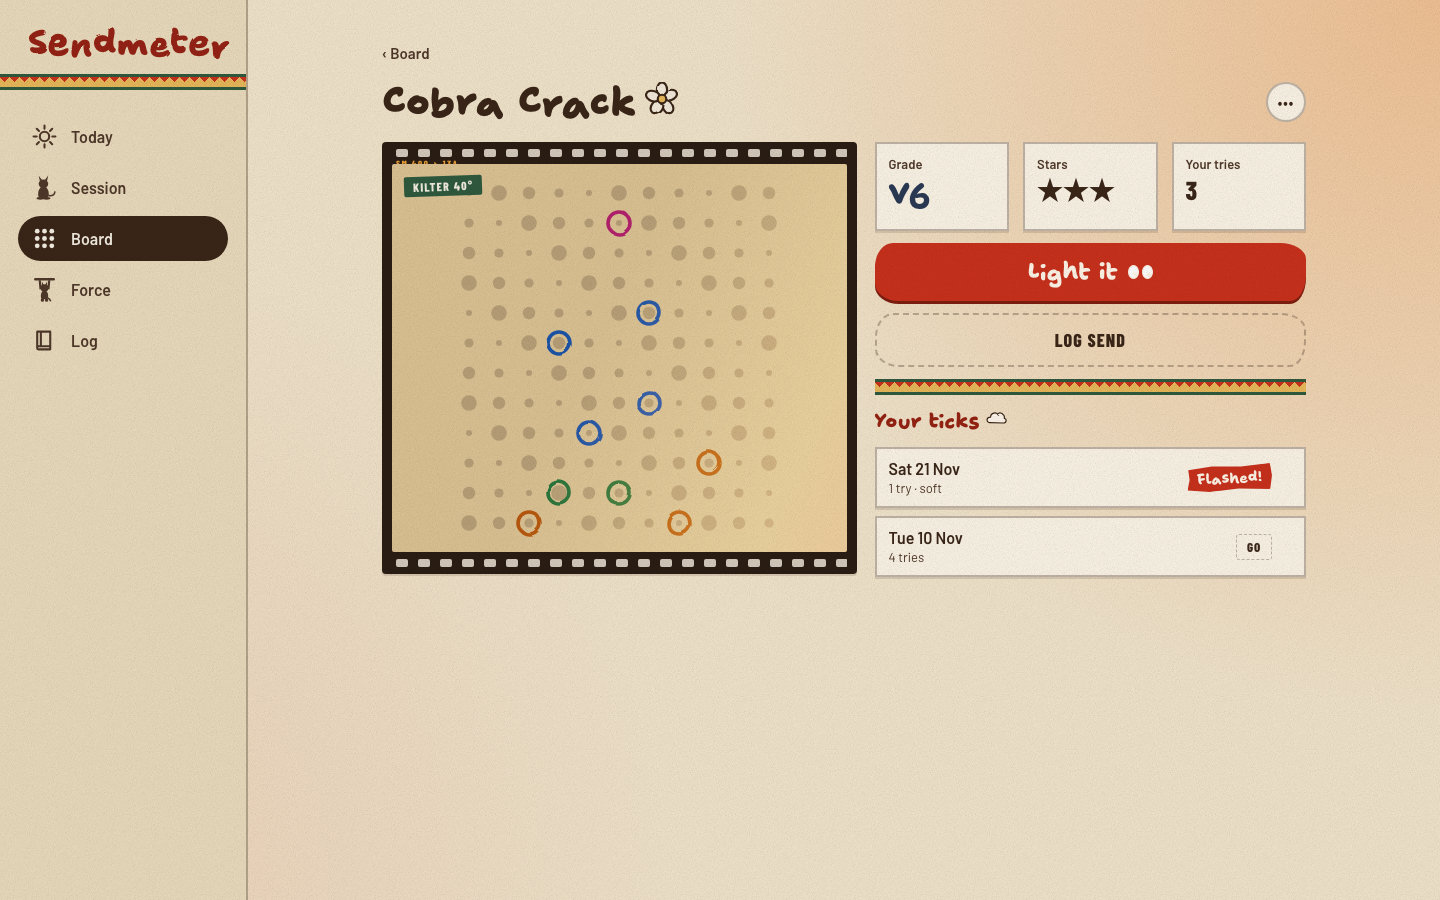 Sendmeter
Today
Session
Board
Force
Log
‹ Board
Cobra Crack
•••
KILTER 40°
Grade
V6
Stars
★★★
Your tries
3
Light it
LOG SEND
Your ticks
Sat 21 Nov
1 try · soft
Flashed!
Tue 10 Nov
4 tries
GO